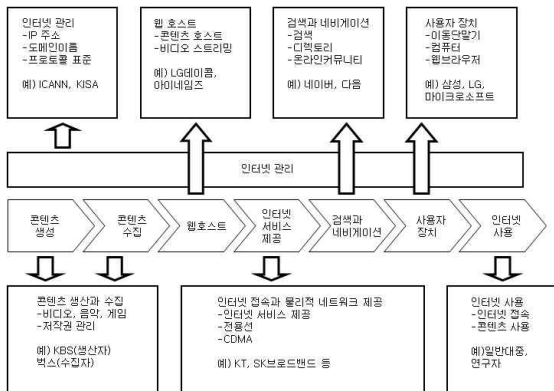 인터넷 관리
-IP 주소
-도메인이름
-프로토콜 표준
예) ICANN, KISA
웹 호스트
-콘텐츠 호스트
-비디오 스트리밍
예) LG데이콤,
아이네임즈
검색과 네비게이션
-검색
-디렉토리
-온라인커뮤니티
예) 네이버, 다음
사용자 장치
-이동단말기
-컴퓨터
-웹브라우저
예) 삼성, LG,
마이크로소프트
인터넷 관리
콘텐츠
생성
콘텐츠
수집
웹호스트
인터넷
서비스
제공
검색과
네비게이션
사용자
장치
인터넷
사용
콘텐츠 생산과 수집
-비디오, 음악, 게임
-저작권 관리
예) KBS(생산자)
벅스(수집자)
인터넷 접속과 물리적 네트워크 제공
-인터넷 서비스 제공
-전용선
-CDMA
예) KT, SK브로드밴드 등
인터넷 사용
-인터넷 접속
-콘텐츠 사용
예)일반대중,
연구자